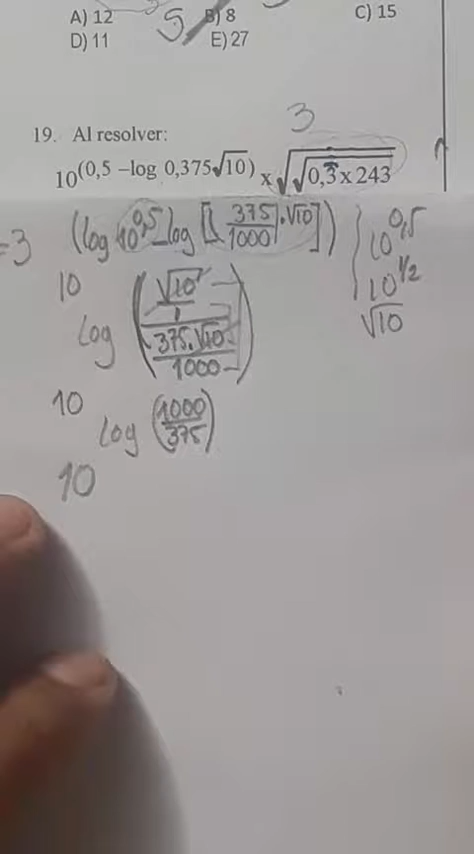 A) 12 5 B) 8 C) 15
D) 11 E) 27
3
19. Al resolver:
10^(0,5 –log 0,375√10) x √√0,3̂ x 243
=3 (log 10^0,5 – log [375/1000 · √10]) 10^0,5
10 10^1/2
log (√10/1 / 375.√10/1000) √10
10
log (1000/375)
10